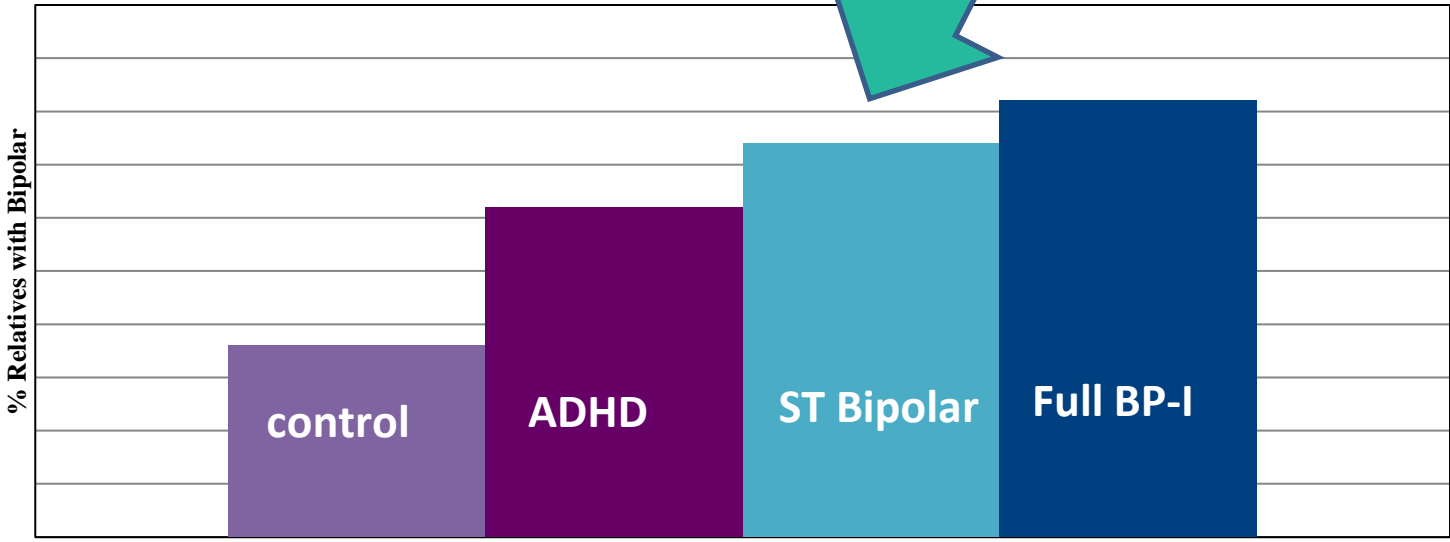 % Relatives with Bipolar
control
ADHD
ST Bipolar
Full BP-I